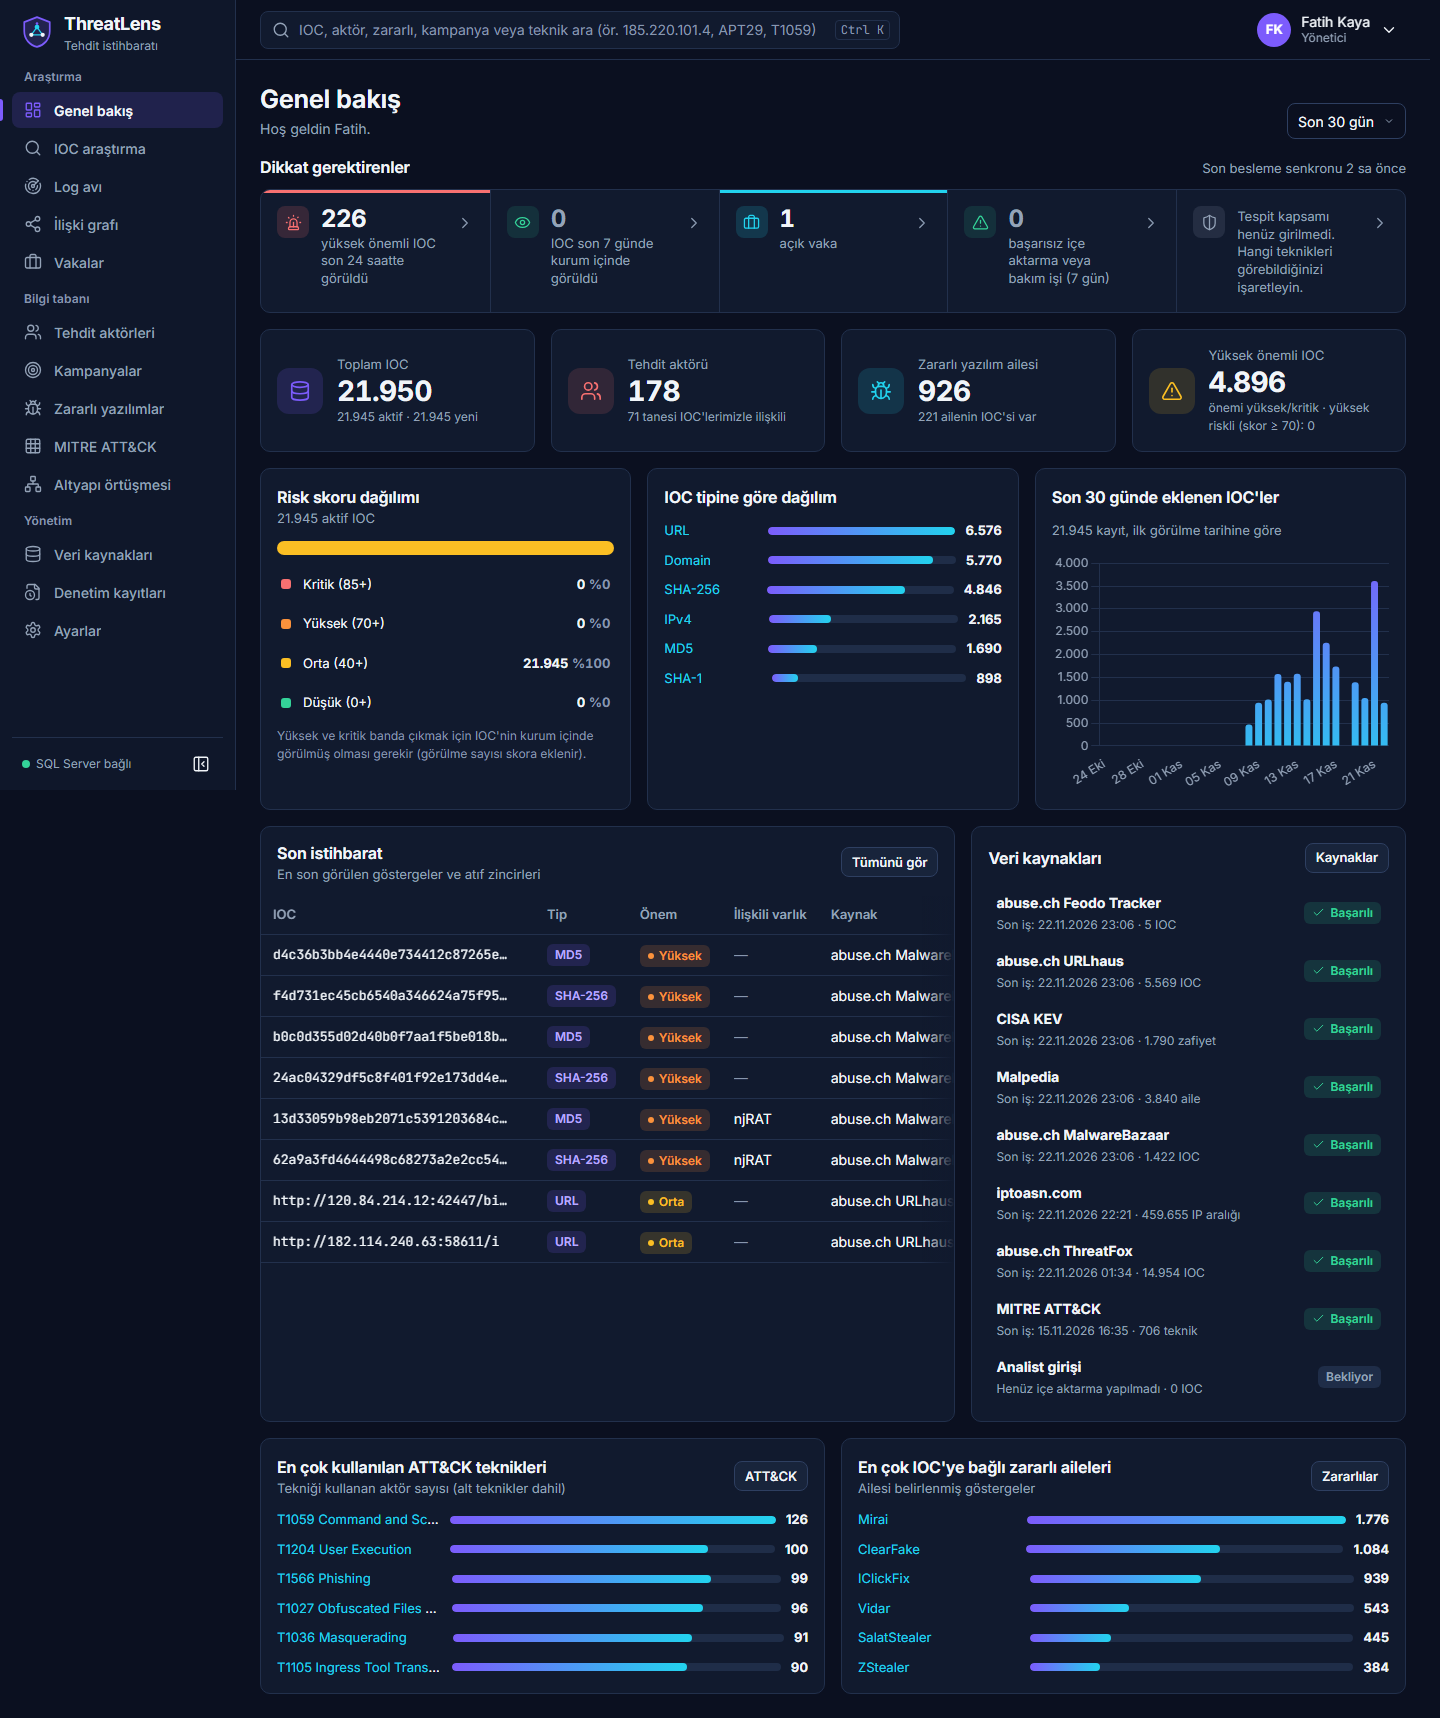 ThreatLens
Tehdit istihbaratı
Araştırma
Genel bakış
IOC araştırma
Log avı
İlişki grafı
Vakalar
Bilgi tabanı
Tehdit aktörleri
Kampanyalar
Zararlı yazılımlar
MITRE ATT&CK
Altyapı örtüşmesi
Yönetim
Veri kaynakları
Denetim kayıtları
Ayarlar
SQL Server bağlı
IOC, aktör, zararlı, kampanya veya teknik ara (ör. 185.220.101.4, APT29, T1059)
Ctrl K
FK
Fatih Kaya
Yönetici
Genel bakış
Hoş geldin Fatih.
Son 30 gün
Dikkat gerektirenler
Son besleme senkronu 2 sa önce
226
yüksek önemli IOC
son 24 saatte
görüldü
0
IOC son 7 günde
kurum içinde
görüldü
1
açık vaka
0
başarısız içe
aktarma veya
bakım işi (7 gün)
Tespit kapsamı
henüz girilmedi.
Hangi teknikleri
görebildiğinizi
işaretleyin.
Toplam IOC
21.950
21.945 aktif · 21.945 yeni
Tehdit aktörü
178
71 tanesi IOC'lerimizle ilişkili
Zararlı yazılım ailesi
926
221 ailenin IOC'si var
Yüksek önemli IOC
4.896
önemi yüksek/kritik · yüksek
riskli (skor ≥ 70): 0
Risk skoru dağılımı
21.945 aktif IOC
Kritik (85+) 0 %0
Yüksek (70+) 0 %0
Orta (40+) 21.945 %100
Düşük (0+) 0 %0
Yüksek ve kritik banda çıkmak için IOC'nin kurum içinde
görülmüş olması gerekir (görülme sayısı skora eklenir).
IOC tipine göre dağılım
URL 6.576
Domain 5.770
SHA-256 4.846
IPv4 2.165
MD5 1.690
SHA-1 898
Son 30 günde eklenen IOC'ler
21.945 kayıt, ilk görülme tarihine göre
4.000
3.500
3.000
2.500
2.000
1.500
1.000
500
0
24 Eki 28 Eki 01 Kas 05 Kas 09 Kas 13 Kas 17 Kas 21 Kas
Son istihbarat
En son görülen göstergeler ve atıf zincirleri
Tümünü gör
IOC Tip Önem İlişkili varlık Kaynak
d4c36b3bb4e4440e734412c87265e… MD5 Yüksek — abuse.ch Malware
f4d731ec45cb6540a346624a75f95… SHA-256 Yüksek — abuse.ch Malware
b0c0d355d02d40b0f7aa1f5be018b… MD5 Yüksek — abuse.ch Malware
24ac04329df5c8f401f92e173dd4e… SHA-256 Yüksek — abuse.ch Malware
13d33059b98eb2071c5391203684c… MD5 Yüksek njRAT abuse.ch Malware
62a9a3fd4644498c68273a2e2cc54… SHA-256 Yüksek njRAT abuse.ch Malware
http://120.84.214.12:42447/bi… URL Orta — abuse.ch URLhaus
http://182.114.240.63:58611/i URL Orta — abuse.ch URLhaus
Veri kaynakları
Kaynaklar
abuse.ch Feodo Tracker
Son iş: 22.11.2026 23:06 · 5 IOC
Başarılı
abuse.ch URLhaus
Son iş: 22.11.2026 23:06 · 5.569 IOC
Başarılı
CISA KEV
Son iş: 22.11.2026 23:06 · 1.790 zafiyet
Başarılı
Malpedia
Son iş: 22.11.2026 23:06 · 3.840 aile
Başarılı
abuse.ch MalwareBazaar
Son iş: 22.11.2026 23:06 · 1.422 IOC
Başarılı
iptoasn.com
Son iş: 22.11.2026 22:21 · 459.655 IP aralığı
Başarılı
abuse.ch ThreatFox
Son iş: 22.11.2026 01:34 · 14.954 IOC
Başarılı
MITRE ATT&CK
Son iş: 15.11.2026 16:35 · 706 teknik
Başarılı
Analist girişi
Henüz içe aktarma yapılmadı · 0 IOC
Bekliyor
En çok kullanılan ATT&CK teknikleri
Tekniği kullanan aktör sayısı (alt teknikler dahil)
ATT&CK
T1059 Command and Sc... 126
T1204 User Execution 100
T1566 Phishing 99
T1027 Obfuscated Files ... 96
T1036 Masquerading 91
T1105 Ingress Tool Trans... 90
En çok IOC'ye bağlı zararlı aileleri
Ailesi belirlenmiş göstergeler
Zararlılar
Mirai 1.776
ClearFake 1.084
IClickFix 939
Vidar 543
SalatStealer 445
ZStealer 384